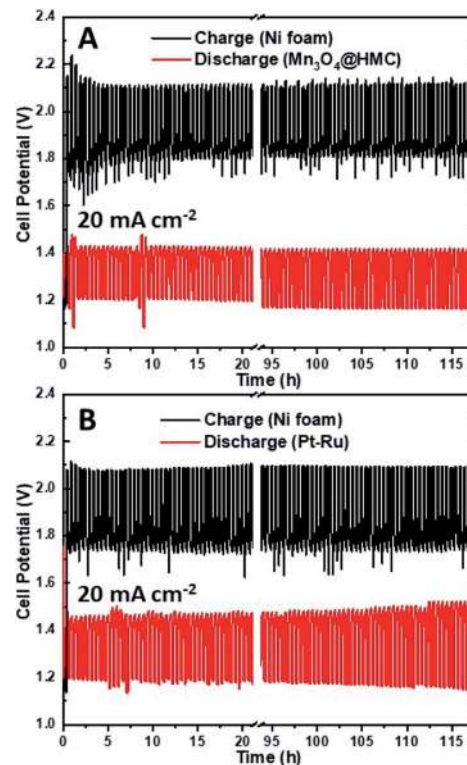 A
Charge (Ni foam)
Discharge (Mn₃O₄@HMC)
20 mA cm⁻²
Cell Potential (V)
2.4
2.2
2.0
1.8
1.6
1.4
1.2
1.0
0 5 10 15 20 95 100 105 110 115
Time (h)
B
Charge (Ni foam)
Discharge (Pt-Ru)
20 mA cm⁻²
Cell Potential (V)
2.4
2.2
2.0
1.8
1.6
1.4
1.2
1.0
0 5 10 15 20 95 100 105 110 115
Time (h)